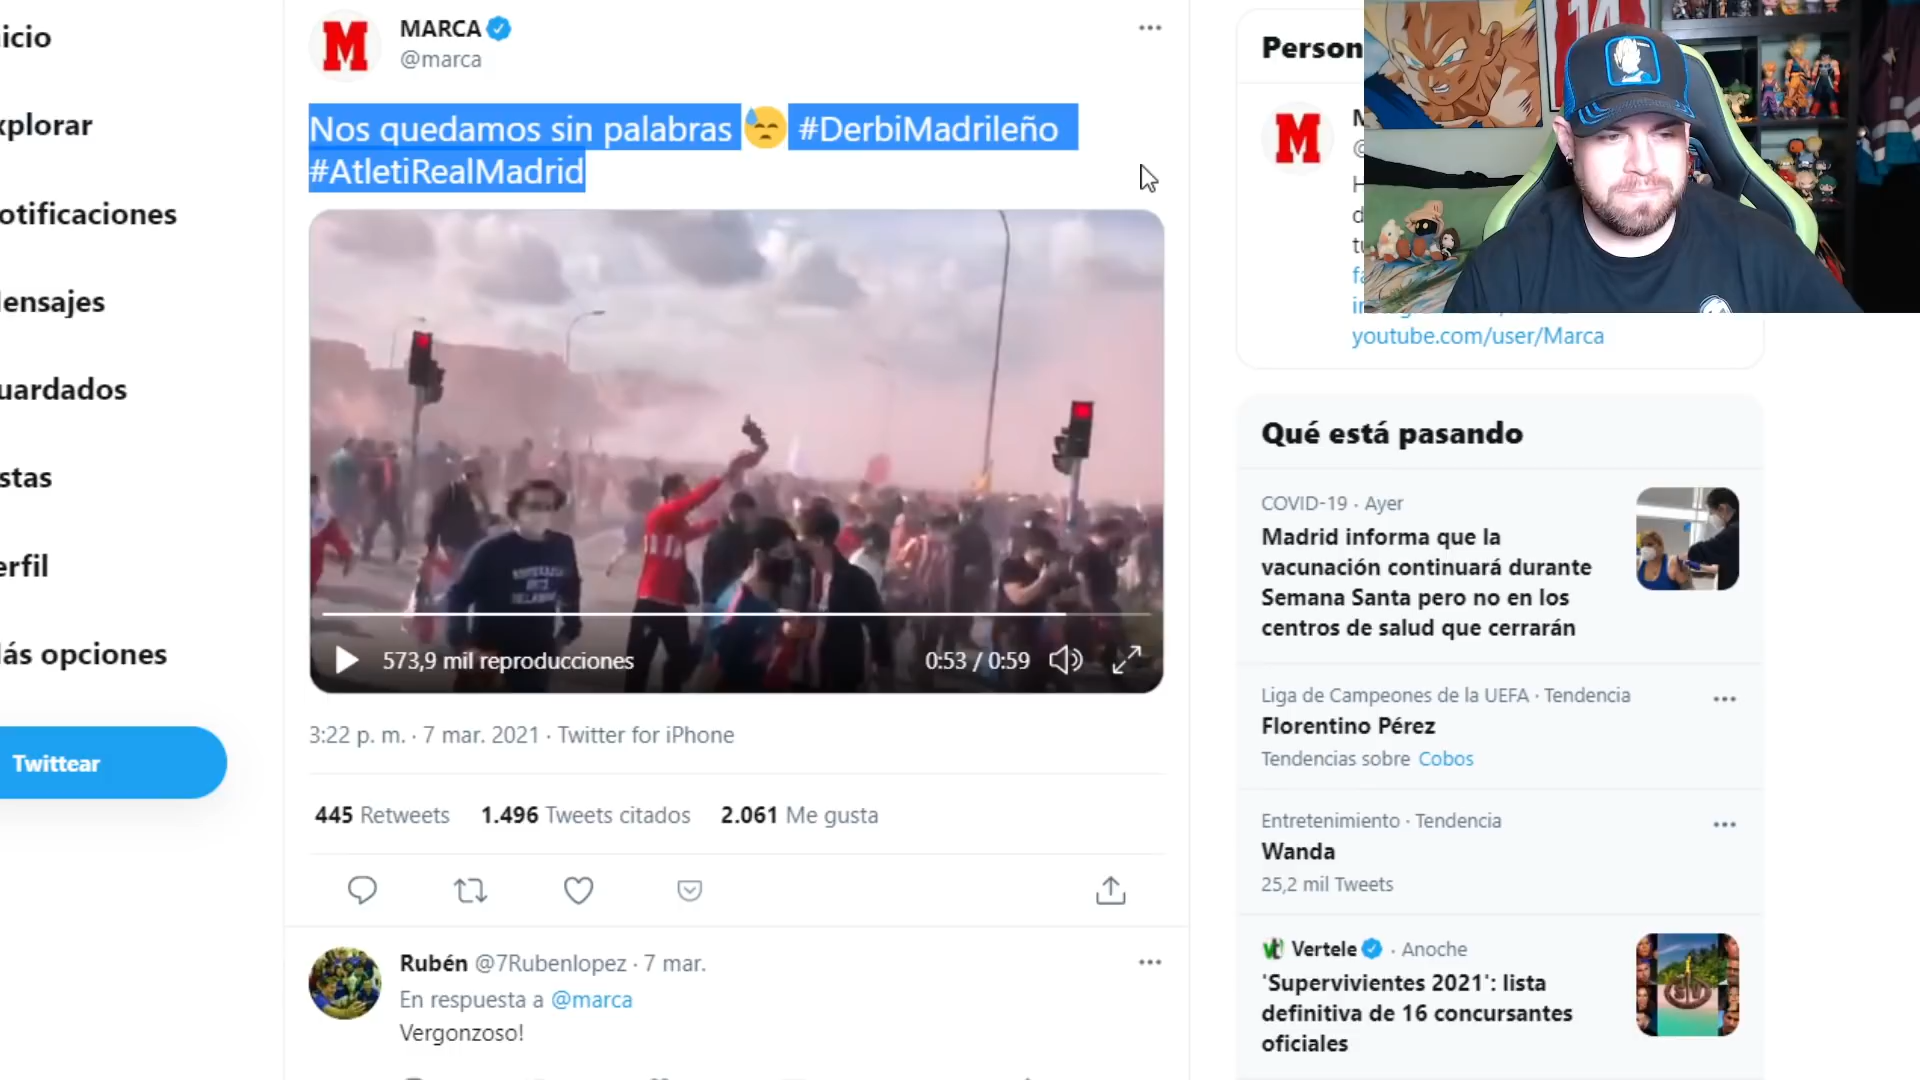 icio
xplorar
otificaciones
lensajes
uardados
stas
erfil
lás opciones
Twittear
MARCA
@marca
Nos quedamos sin palabras 😓 #DerbiMadrileño
#AtletiRealMadrid
573,9 mil reproducciones
0:53 / 0:59
3:22 p. m. · 7 mar. 2021 · Twitter for iPhone
445 Retweets 1.496 Tweets citados 2.061 Me gusta
Rubén @7Rubenlopez · 7 mar.
En respuesta a @marca
Vergonzoso!
Person
M
youtube.com/user/Marca
Qué está pasando
COVID-19 · Ayer
Madrid informa que la
vacunación continuará durante
Semana Santa pero no en los
centros de salud que cerrarán
Liga de Campeones de la UEFA · Tendencia
Florentino Pérez
Tendencias sobre Cobos
Entretenimiento · Tendencia
Wanda
25,2 mil Tweets
Vertele · Anoche
'Supervivientes 2021': lista
definitiva de 16 concursantes
oficiales